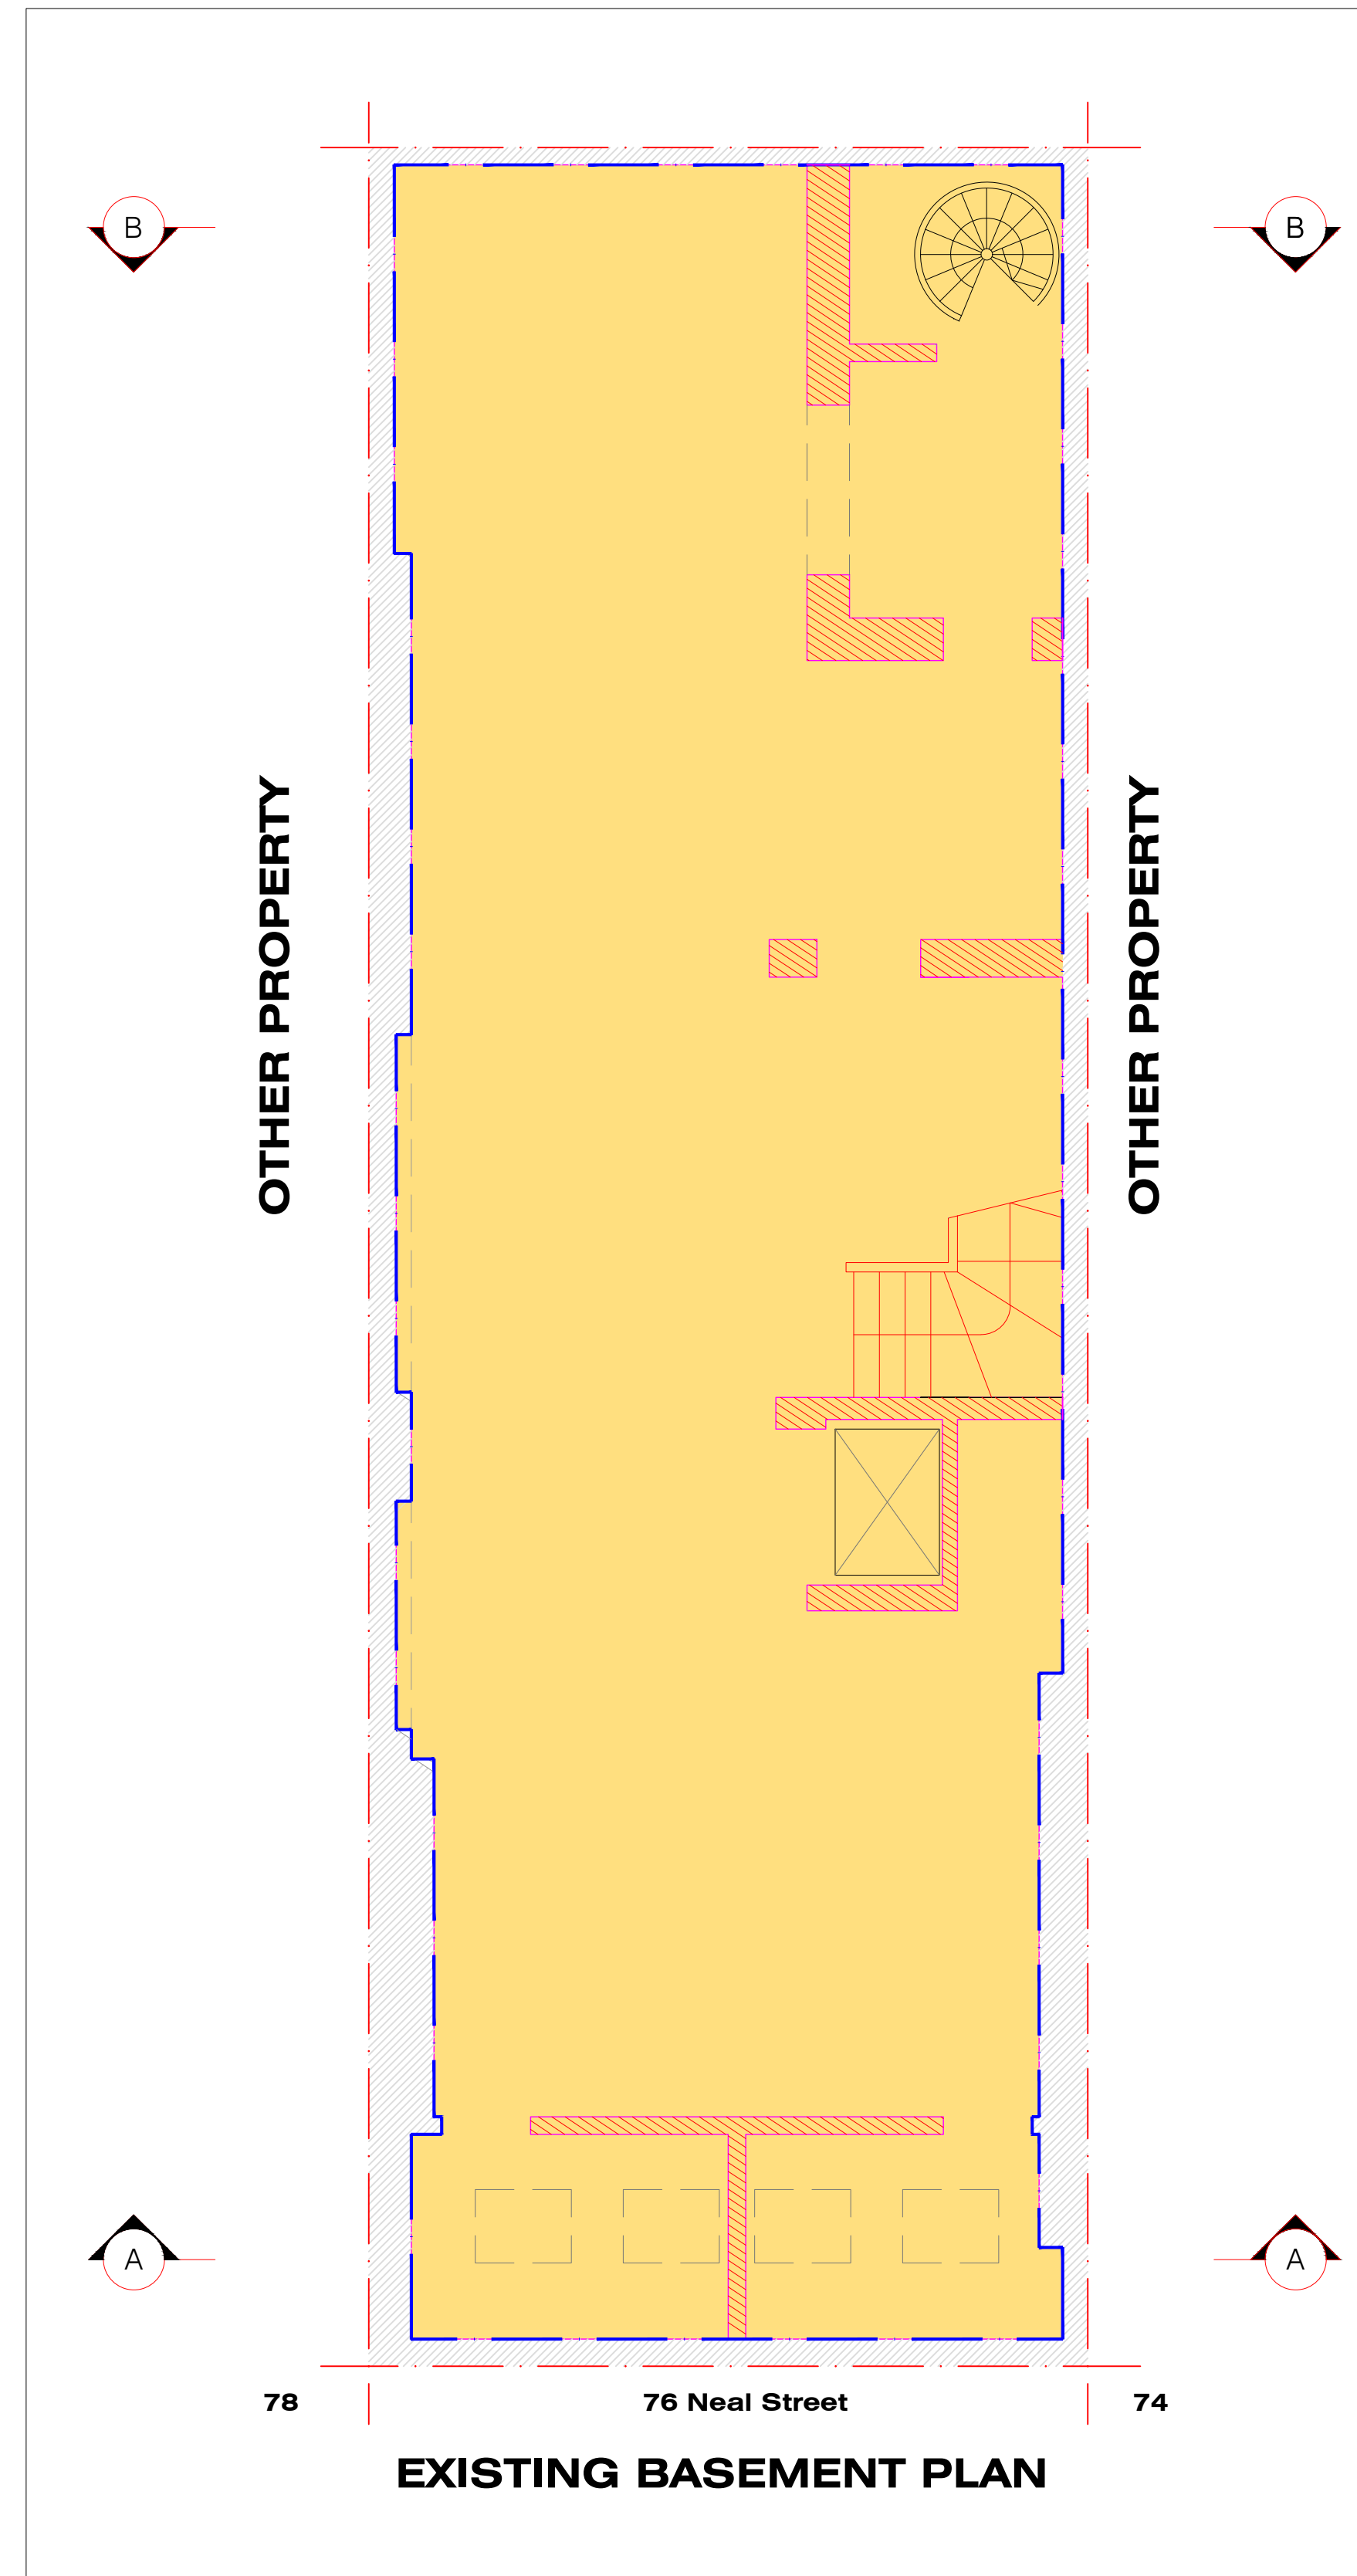 B
B
OTHER PROPERTY
OTHER PROPERTY
A
A
78
76 Neal Street
74
EXISTING BASEMENT PLAN